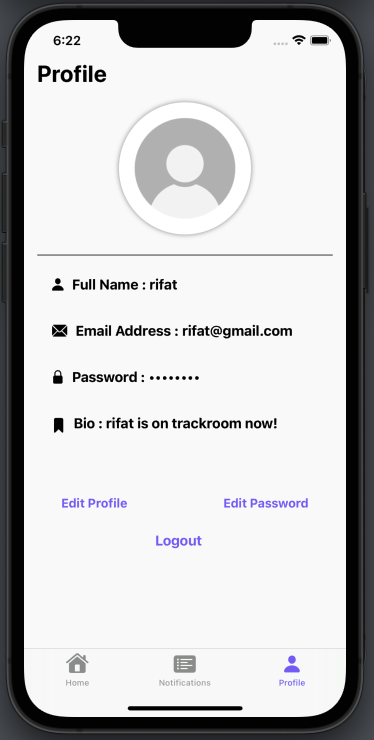 6:22
Profile
Full Name : rifat
Email Address : rifat@gmail.com
Password : ••••••••
Bio : rifat is on trackroom now!
Edit Profile Edit Password
Logout
Home Notifications Profile